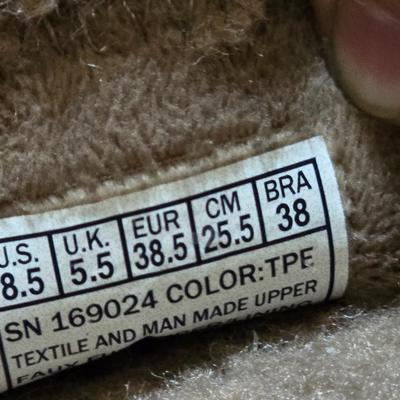 U.S. U.K. EUR CM BRA
8.5 5.5 38.5 25.5 38
SN 169024 COLOR:TPE
TEXTILE AND MAN MADE UPPER
FAUX